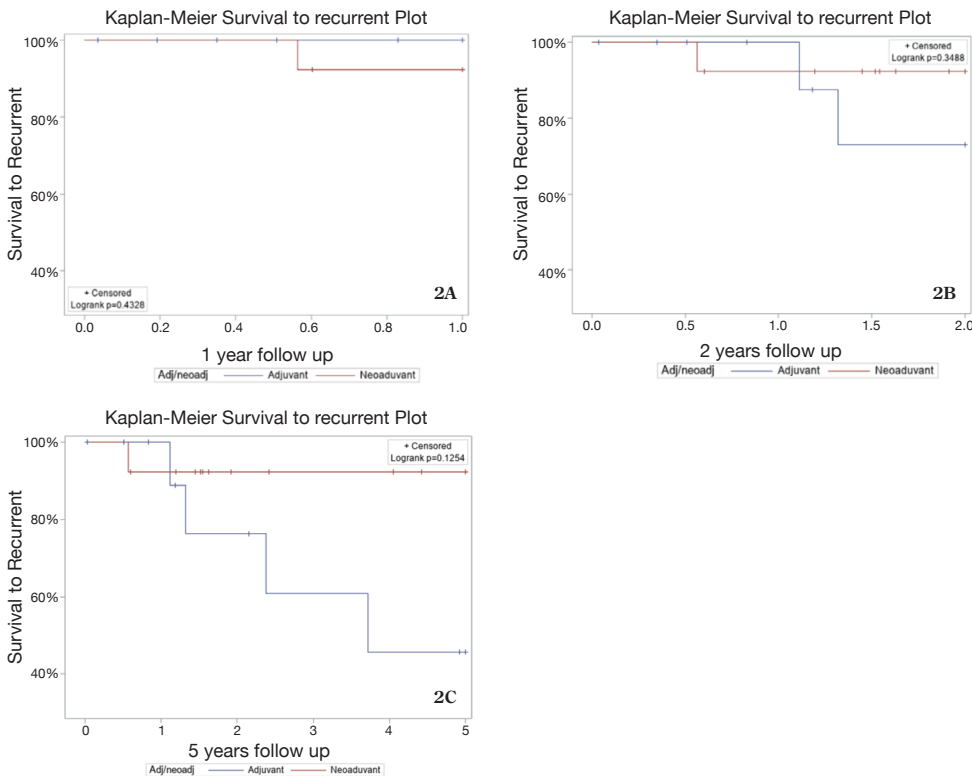 Kaplan-Meier Survival to recurrent Plot
100%
80%
60%
40%
Survival to Recurrent
+ Censored
Logrank p=0.4328
2A
0.0 0.2 0.4 0.6 0.8 1.0
1 year follow up
Adj/neoadj Adjuvant Neoaduvant
Kaplan-Meier Survival to recurrent Plot
100%
80%
60%
40%
Survival to Recurrent
+ Censored
Logrank p=0.3488
2B
0.0 0.5 1.0 1.5 2.0
2 years follow up
Adj/neoadj Adjuvant Neoaduvant
Kaplan-Meier Survival to recurrent Plot
100%
80%
60%
40%
Survival to Recurrent
+ Censored
Logrank p=0.1254
2C
0 1 2 3 4 5
5 years follow up
Adj/neoadj Adjuvant Neoaduvant